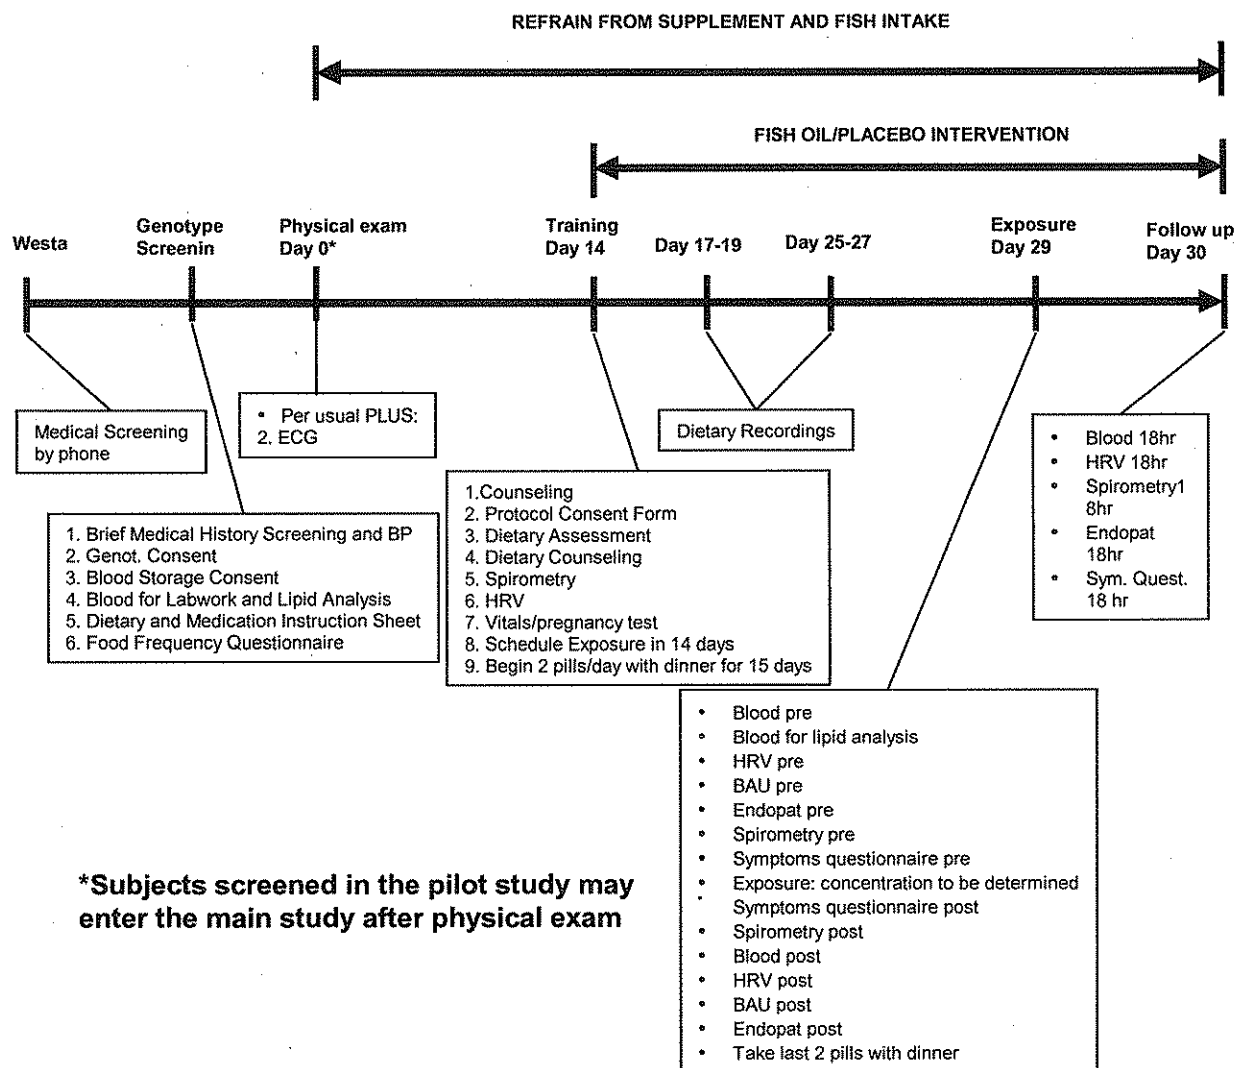 REFRAIN FROM SUPPLEMENT AND FISH INTAKE
FISH OIL/PLACEBO INTERVENTION
Westa
Genotype
Screenin
Physical exam
Day 0*
Training
Day 14
Day 17-19
Day 25-27
Exposure
Day 29
Follow up
Day 30
Medical Screening
by phone
• Per usual PLUS:
2. ECG
Dietary Recordings
• Blood 18hr
• HRV 18hr
• Spirometry1
8hr
• Endopat
18hr
• Sym. Quest.
18 hr
1. Brief Medical History Screening and BP
2. Genot. Consent
3. Blood Storage Consent
4. Blood for Labwork and Lipid Analysis
5. Dietary and Medication Instruction Sheet
6. Food Frequency Questionnaire
1.Counseling
2. Protocol Consent Form
3. Dietary Assessment
4. Dietary Counseling
5. Spirometry
6. HRV
7. Vitals/pregnancy test
8. Schedule Exposure in 14 days
9. Begin 2 pills/day with dinner for 15 days
• Blood pre
• Blood for lipid analysis
• HRV pre
• BAU pre
• Endopat pre
• Spirometry pre
• Symptoms questionnaire pre
• Exposure: concentration to be determined
• Symptoms questionnaire post
• Spirometry post
• Blood post
• HRV post
• BAU post
• Endopat post
• Take last 2 pills with dinner
*Subjects screened in the pilot study may
enter the main study after physical exam